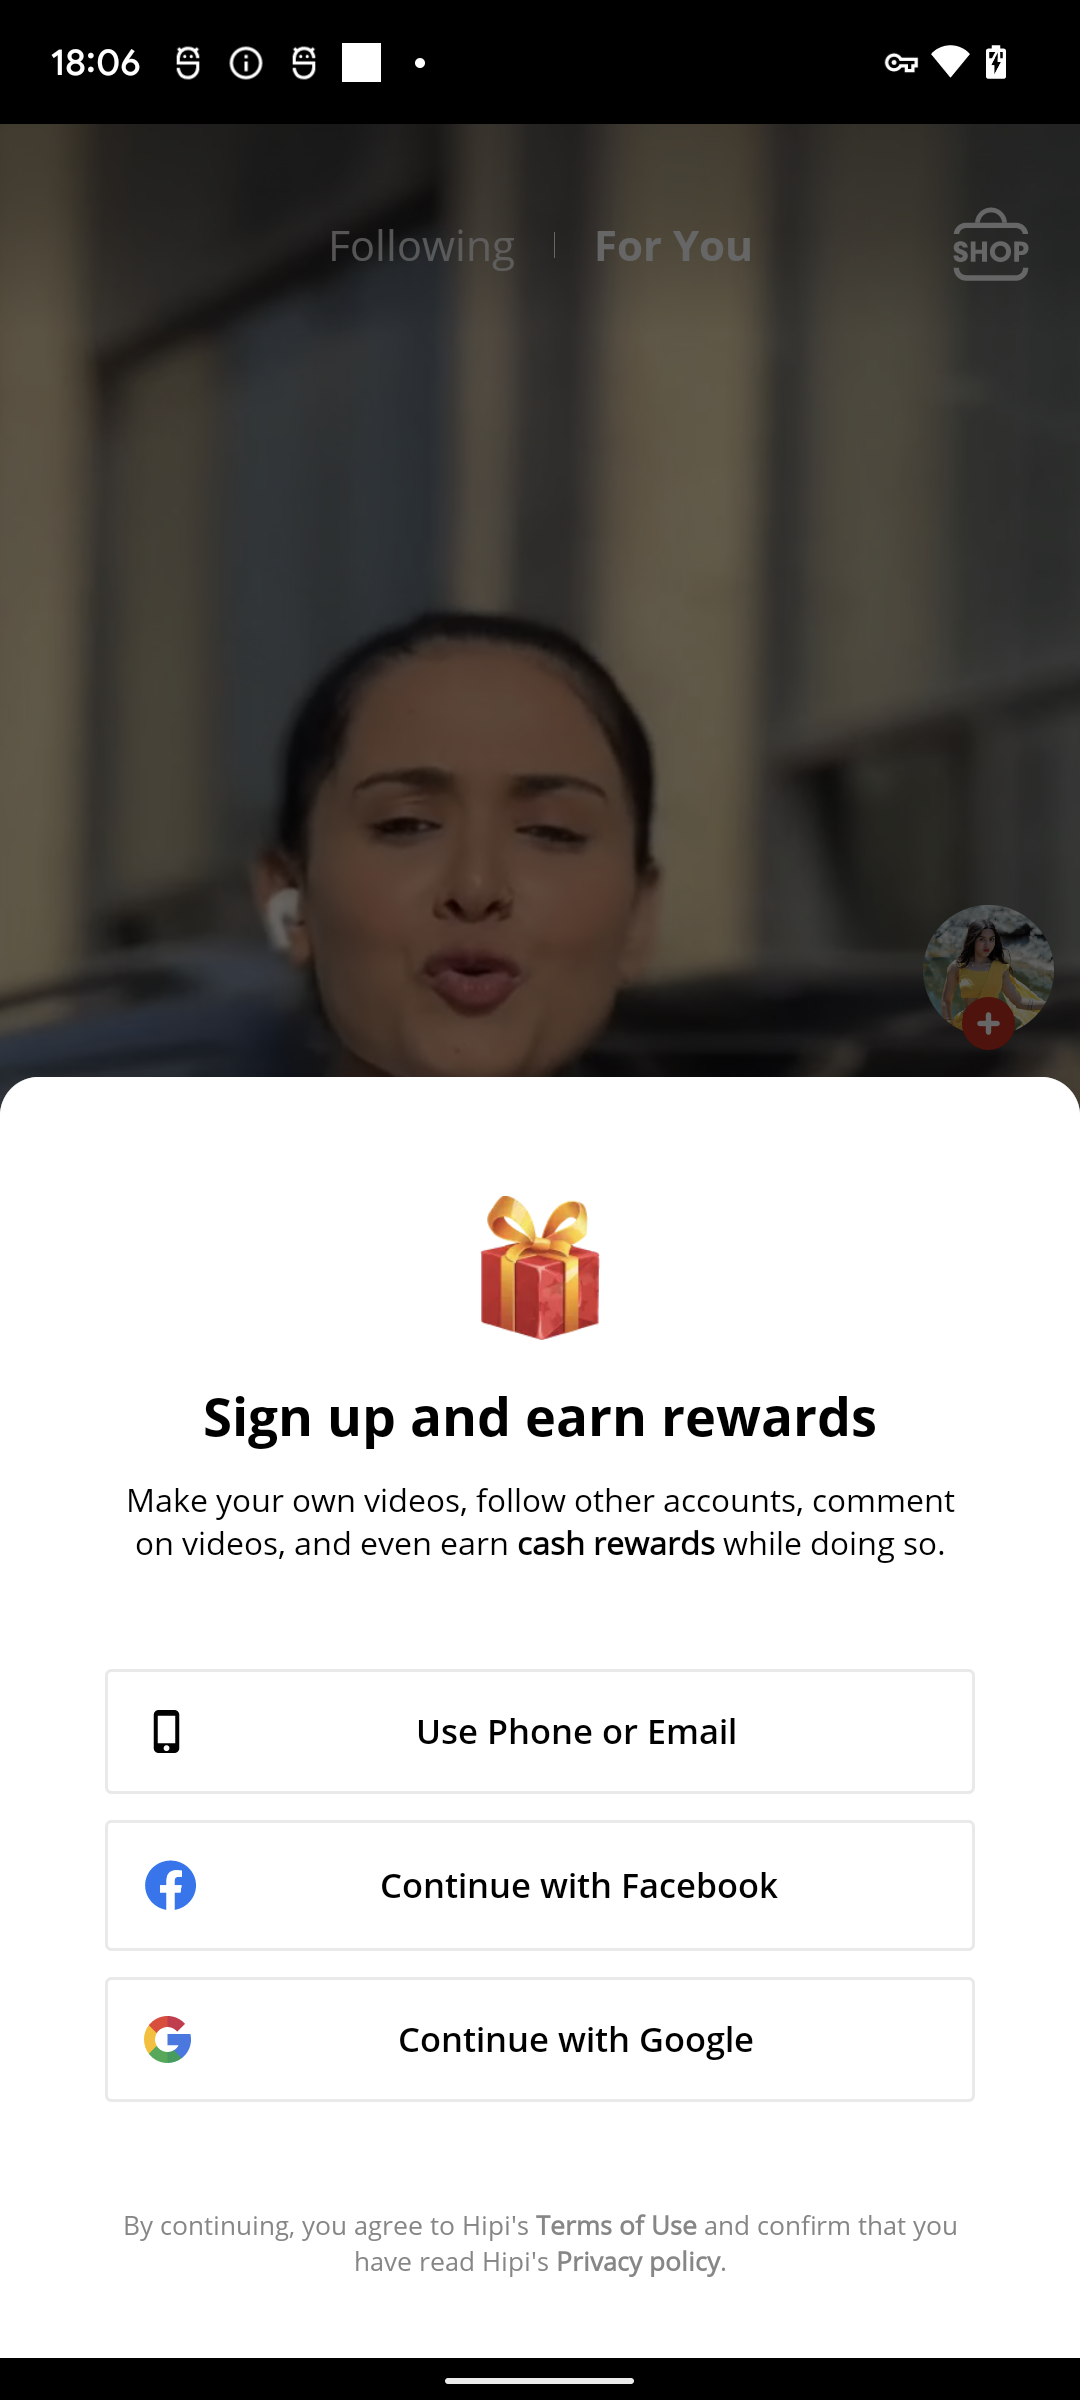 18:06
Following | For You
SHOP
Sign up and earn rewards
Make your own videos, follow other accounts, comment
on videos, and even earn cash rewards while doing so.
Use Phone or Email
Continue with Facebook
Continue with Google
By continuing, you agree to Hipi's Terms of Use and confirm that you
have read Hipi's Privacy policy.